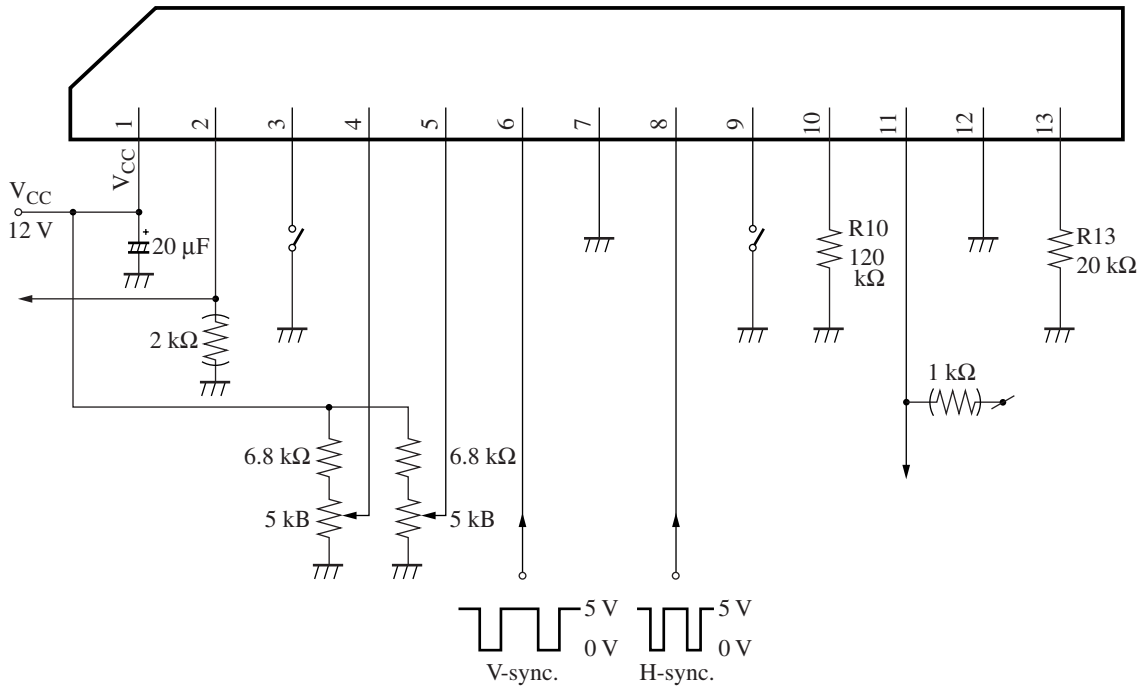 1 2 3 4 5 6 7 8 9 10 11 12 13
VCC
VCC
12 V
+
20 μF
R10
120
kΩ
R13
20 kΩ
2 kΩ
1 kΩ
6.8 kΩ
6.8 kΩ
5 kB
5 kB
5 V
0 V
V-sync.
5 V
0 V
H-sync.